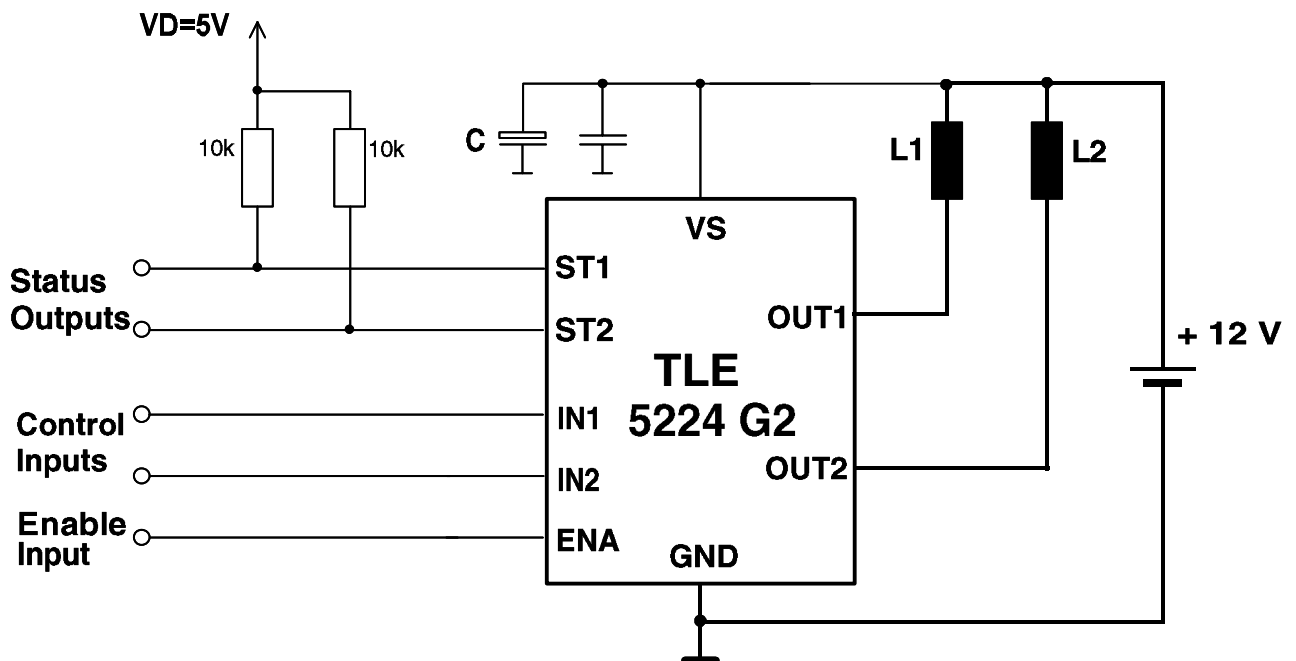 VD=5V
10k
10k
C
L1
L2
VS
Status
Outputs
ST1
ST2
OUT1
+ 12 V
TLE
5224 G2
Control
Inputs
IN1
IN2
OUT2
Enable
Input
ENA
GND